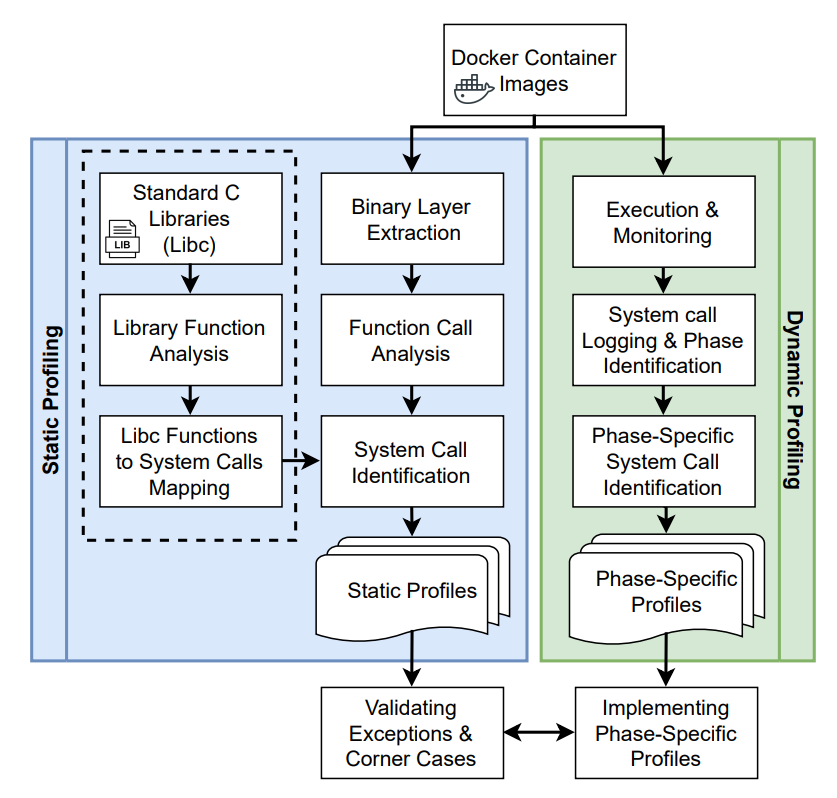 Docker Container
Images
Static Profiling
Standard C
Libraries
(Libc)
LIB
Library Function
Analysis
Libc Functions
to System Calls
Mapping
Binary Layer
Extraction
Function Call
Analysis
System Call
Identification
Static Profiles
Validating
Exceptions &
Corner Cases
Execution &
Monitoring
System call
Logging & Phase
Identification
Phase-Specific
System Call
Identification
Phase-Specific
Profiles
Implementing
Phase-Specific
Profiles
Dynamic Profiling